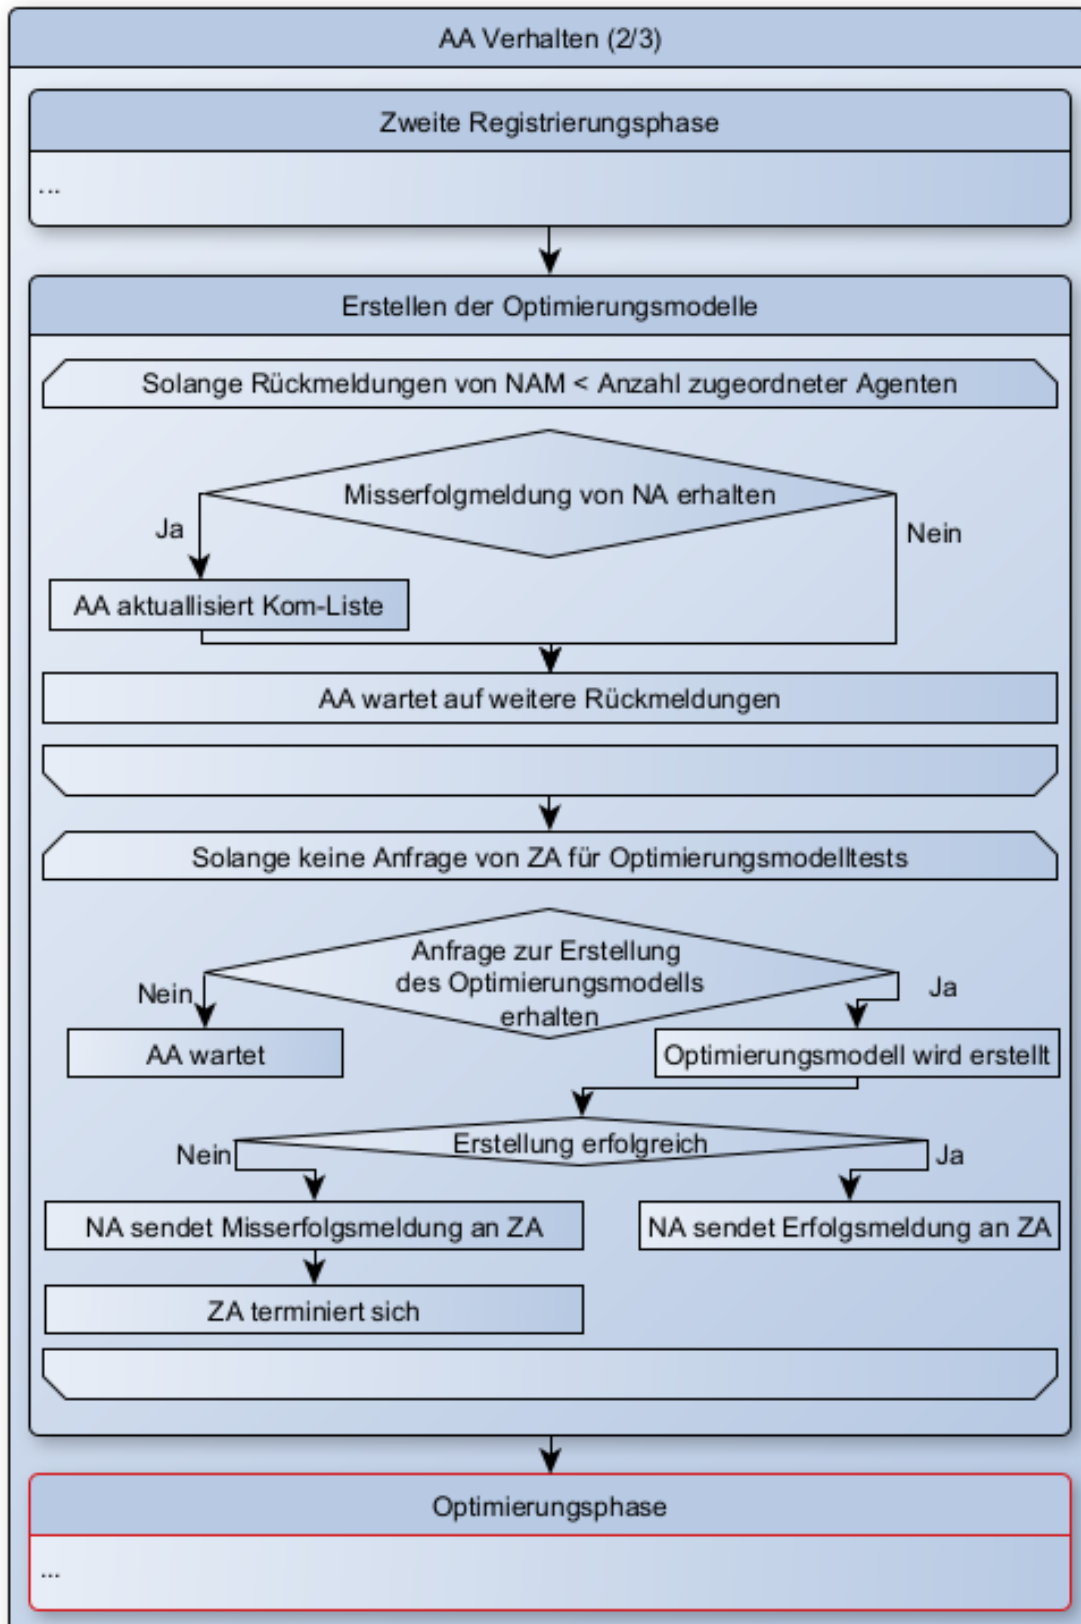 AA Verhalten (2/3)
Zweite Registrierungsphase
...
Erstellen der Optimierungsmodelle
Solange Rückmeldungen von NAM < Anzahl zugeordneter Agenten
Misserfolgmeldung von NA erhalten
Ja
Nein
AA aktuallisiert Kom-Liste
AA wartet auf weitere Rückmeldungen
Solange keine Anfrage von ZA für Optimierungsmodelltests
Anfrage zur Erstellung
des Optimierungsmodells
erhalten
Nein
Ja
AA wartet
Optimierungsmodell wird erstellt
Erstellung erfolgreich
Nein
Ja
NA sendet Misserfolgsmeldung an ZA
NA sendet Erfolgsmeldung an ZA
ZA terminiert sich
Optimierungsphase
...